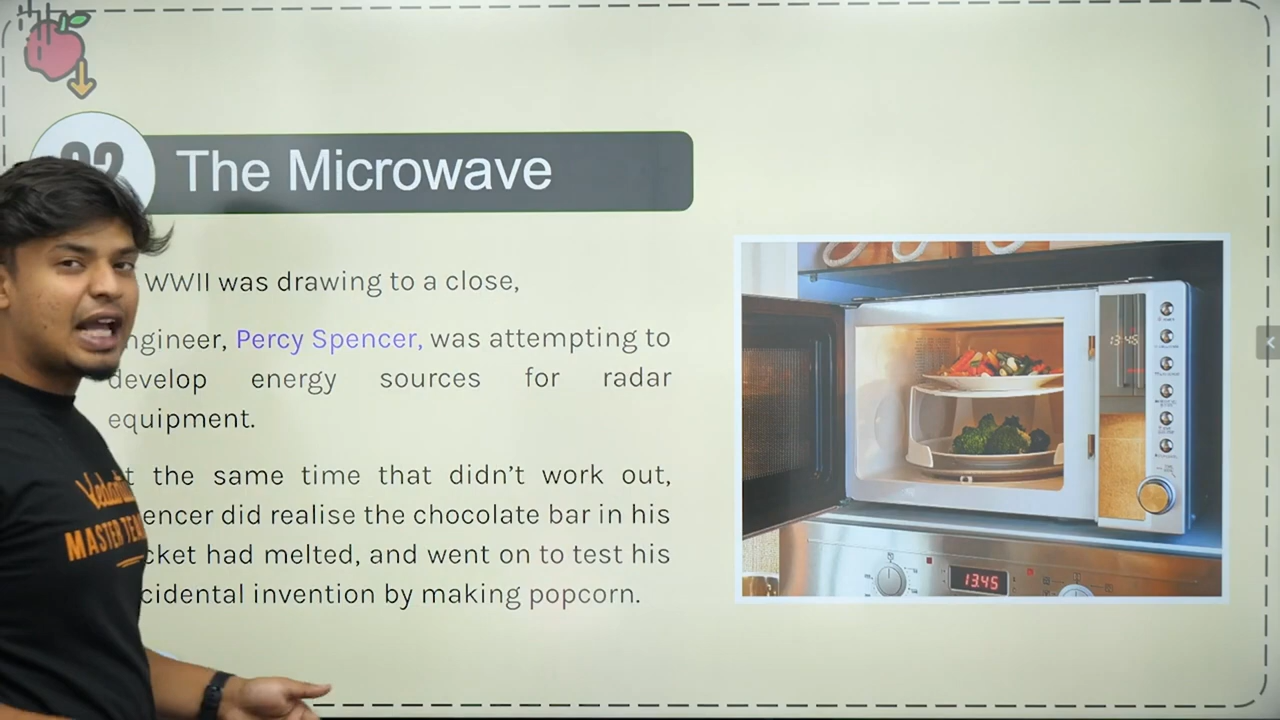 The Microwave
WWII was drawing to a close,
ngineer, Percy Spencer, was attempting to
develop energy sources for radar
equipment.
the same time that didn't work out,
encer did realise the chocolate bar in his
cket had melted, and went on to test his
cidental invention by making popcorn.
MASTER TEA
13:45
13:45